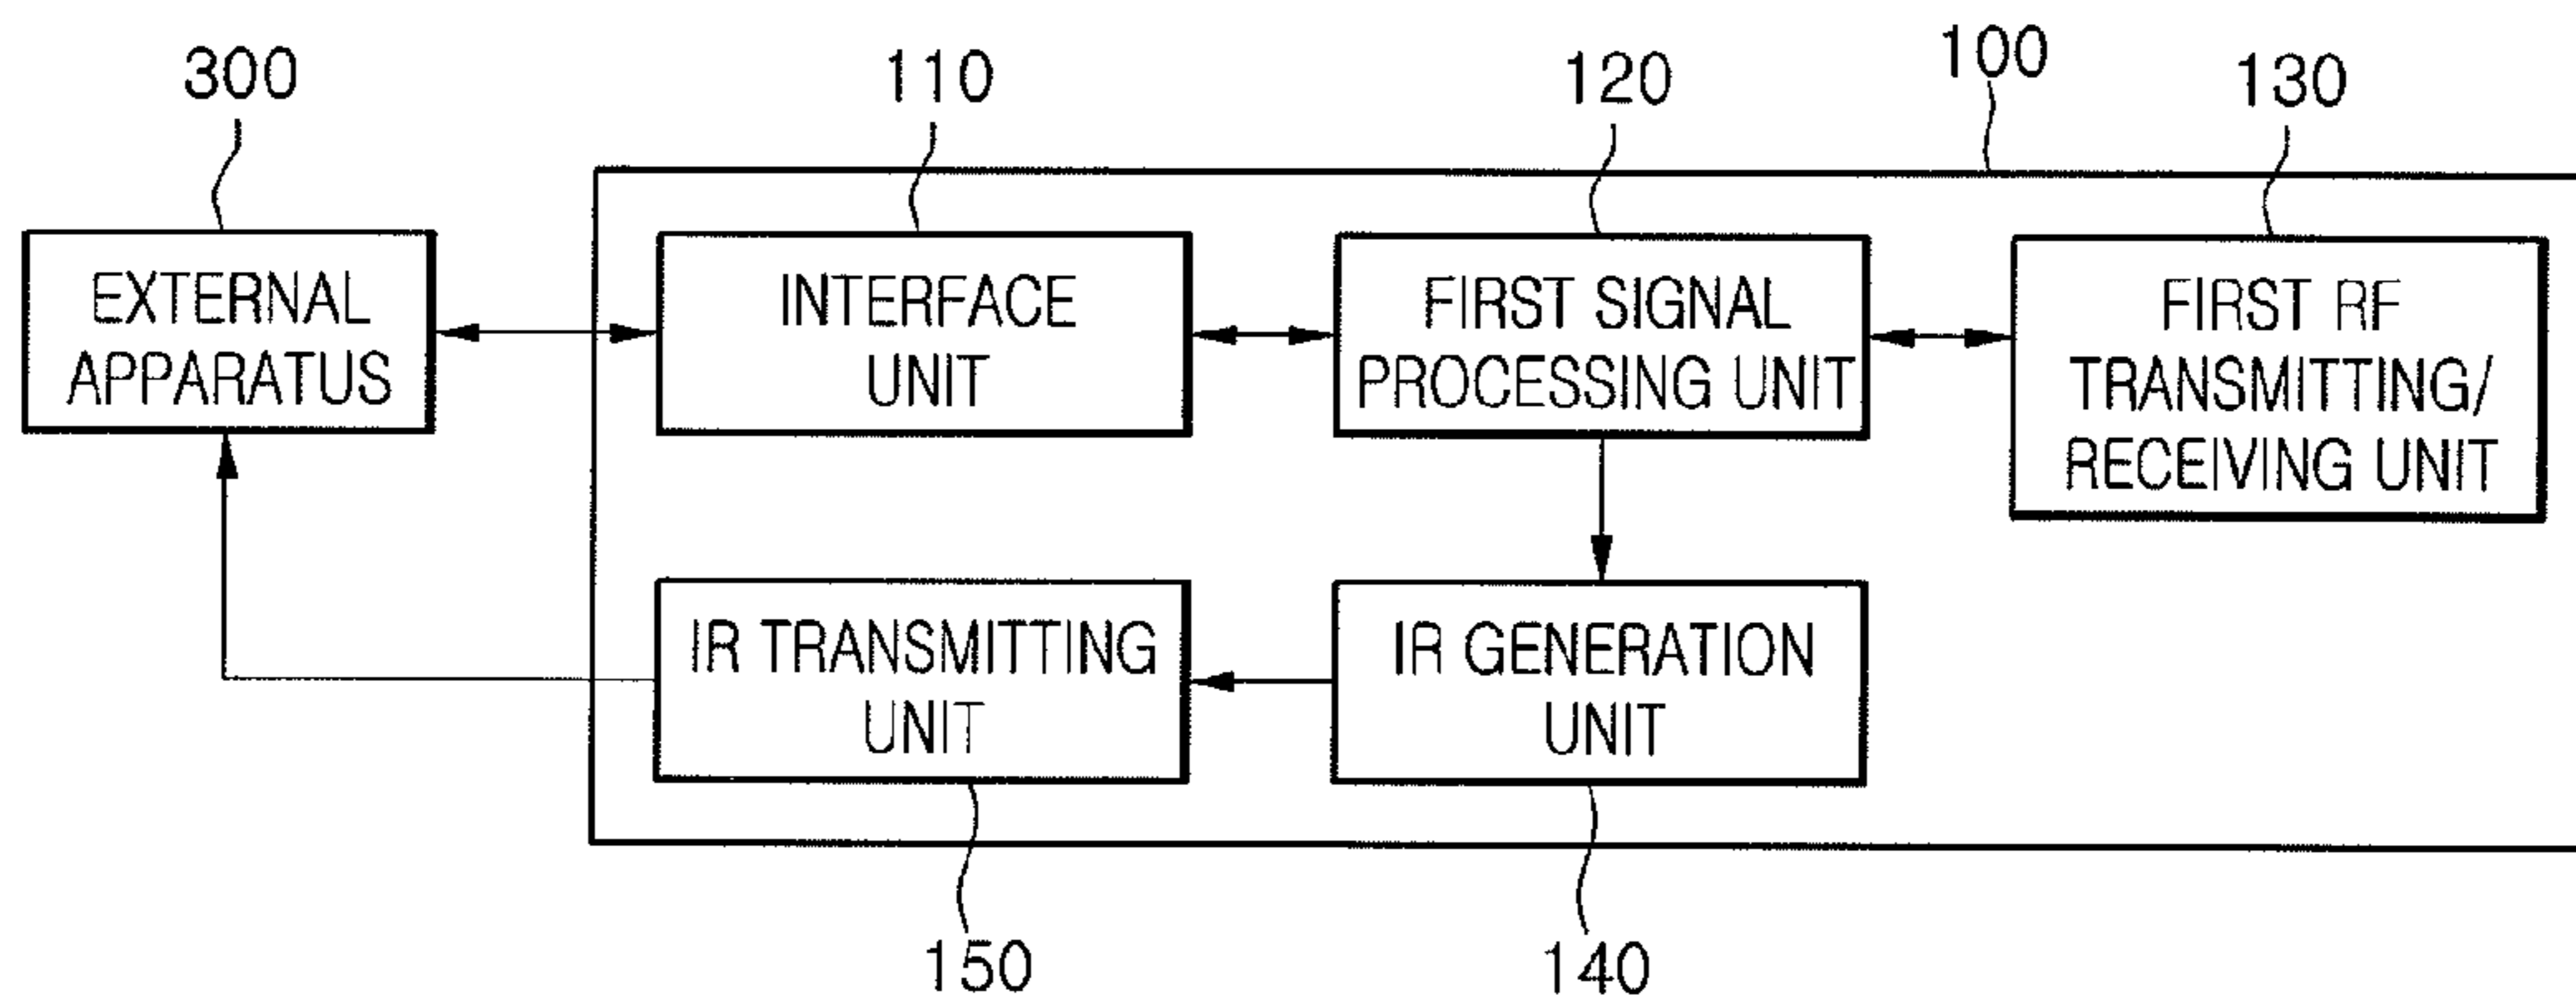 300
110
120
100
130
EXTERNAL
APPARATUS
INTERFACE
UNIT
FIRST SIGNAL
PROCESSING UNIT
FIRST RF
TRANSMITTING/
RECEIVING UNIT
IR TRANSMITTING
UNIT
IR GENERATION
UNIT
150
140